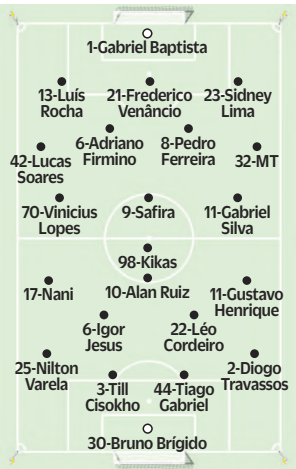 1-Gabriel Baptista
13-Luís
Rocha
21-Frederico
Venâncio
23-Sidney
Lima
6-Adriano
Firmino
8-Pedro
Ferreira
42-Lucas
Soares
32-MT
70-Vinicius
Lopes
9-Safira
11-Gabriel
Silva
98-Kikas
17-Nani
10-Alan Ruiz
11-Gustavo
Henrique
6-Igor
Jesus
22-Léo
Cordeiro
25-Nilton
Varela
3-Till
Cisokho
44-Tiago
Gabriel
2-Diogo
Travassos
30-Bruno Brígido